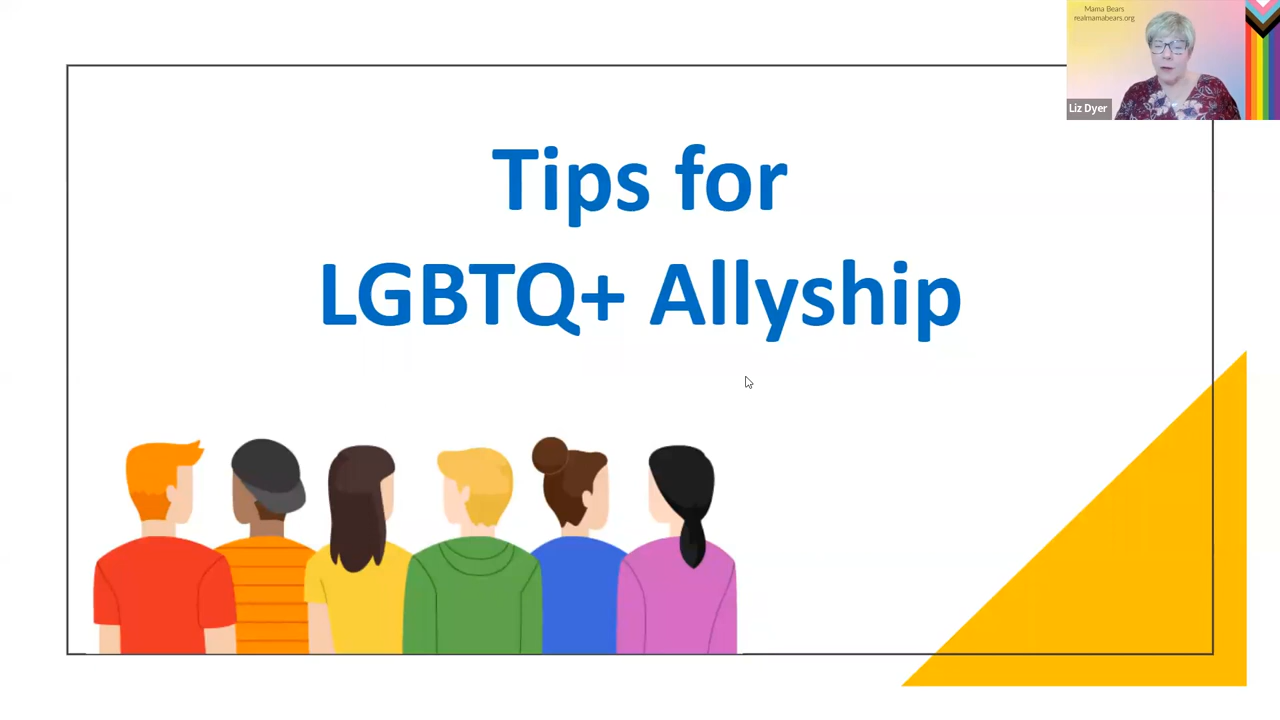 Mama Bears
realmamabears.org
Liz Dyer
Tips for
LGBTQ+ Allyship